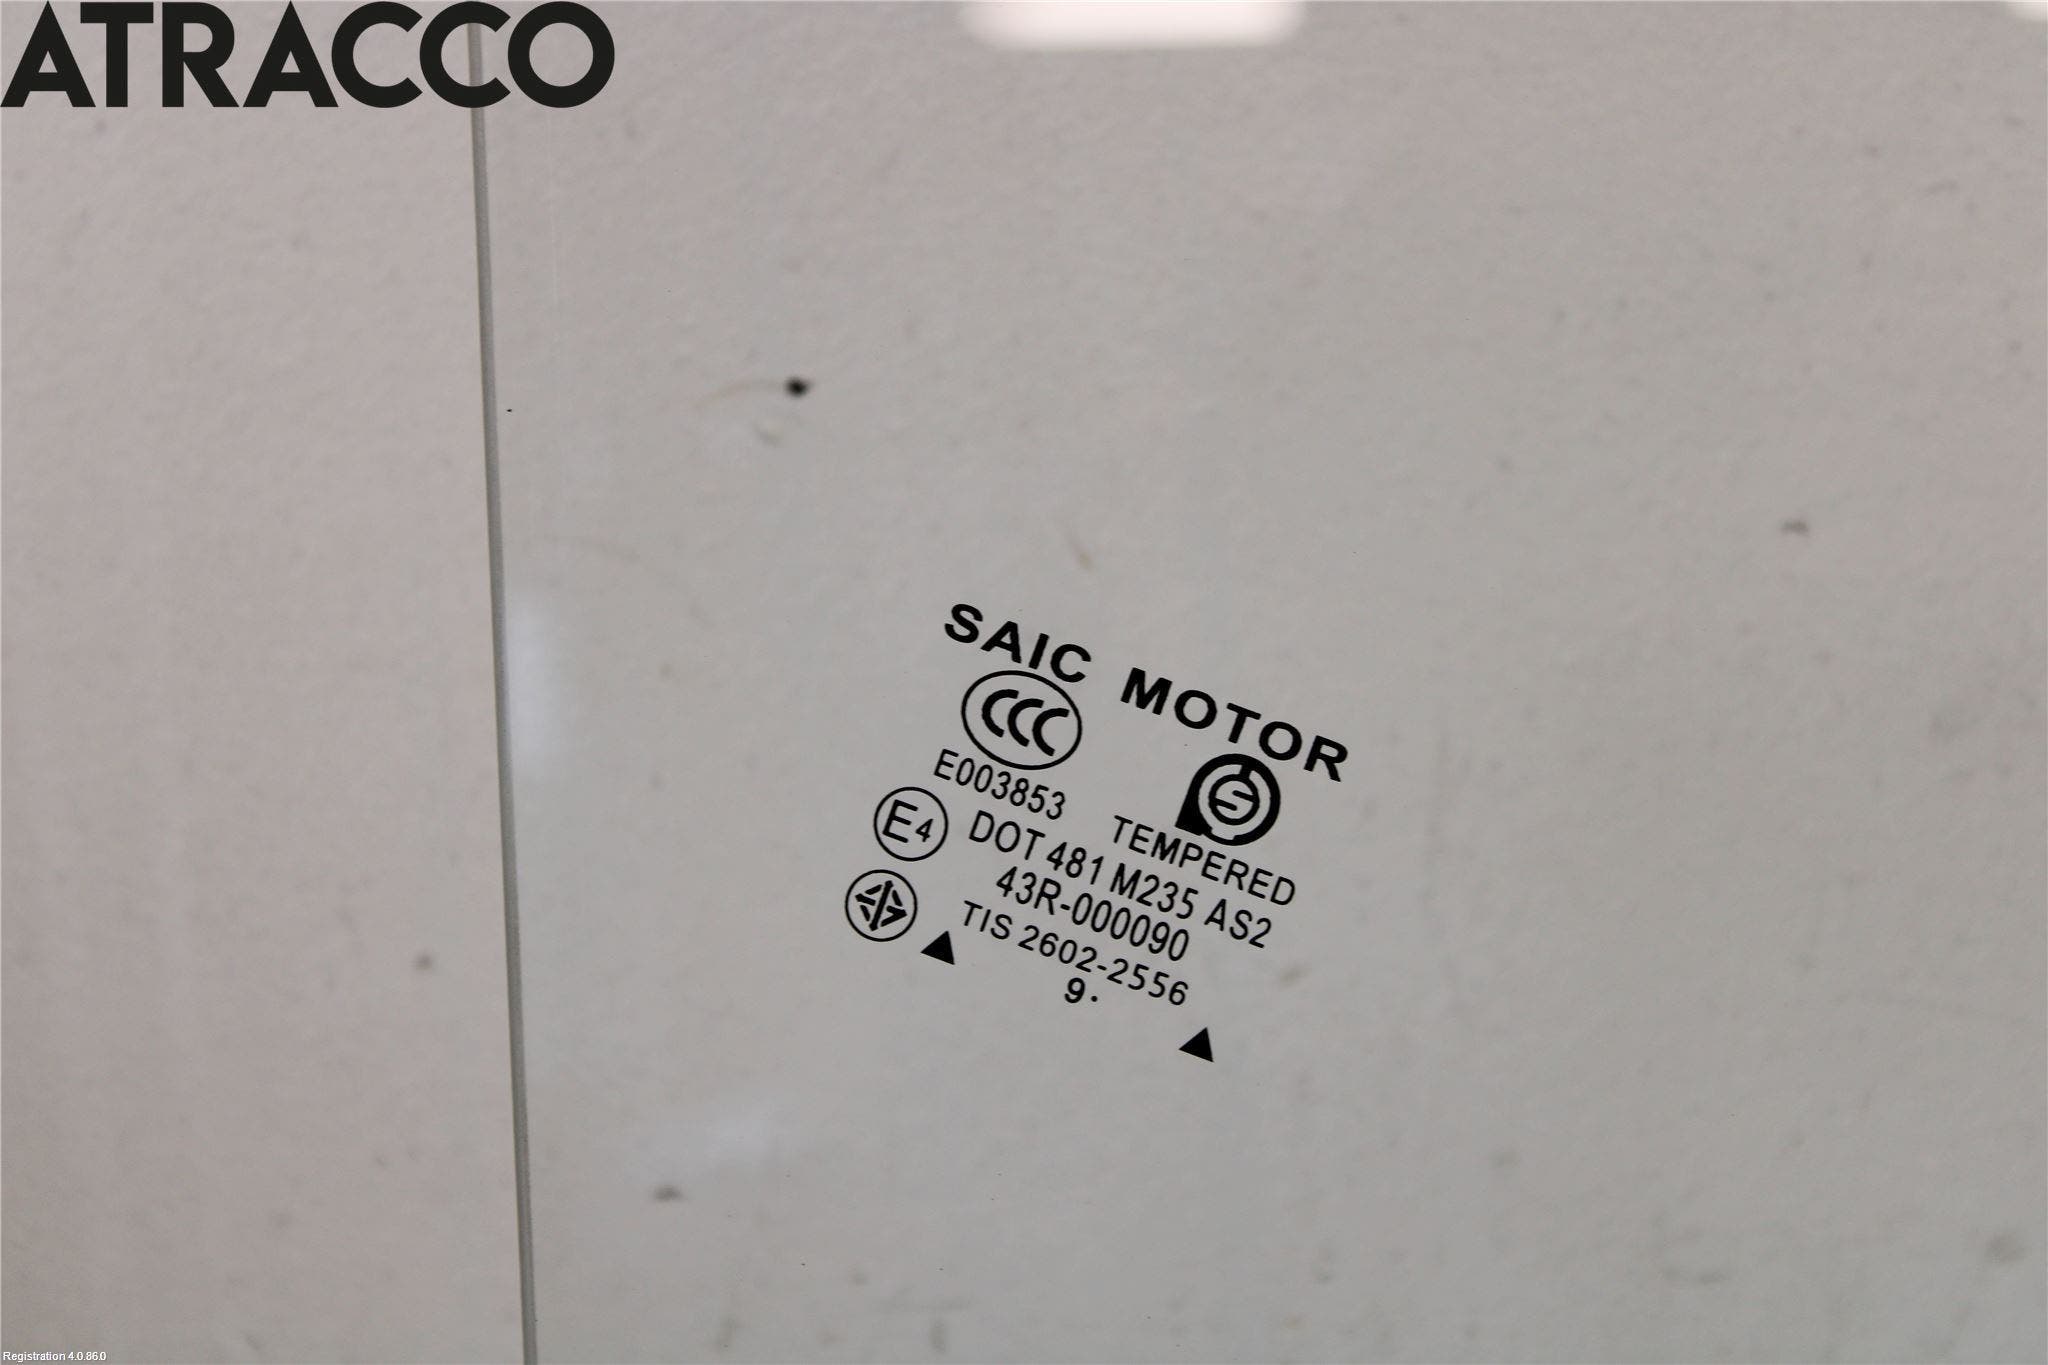 ATRACCO
SAIC MOTOR
CCC
E003853
TEMPERED
E4
DOT 481 M235 AS2
43R-000090
TIS 2602-2556
9.
Registration 4.0.86.0